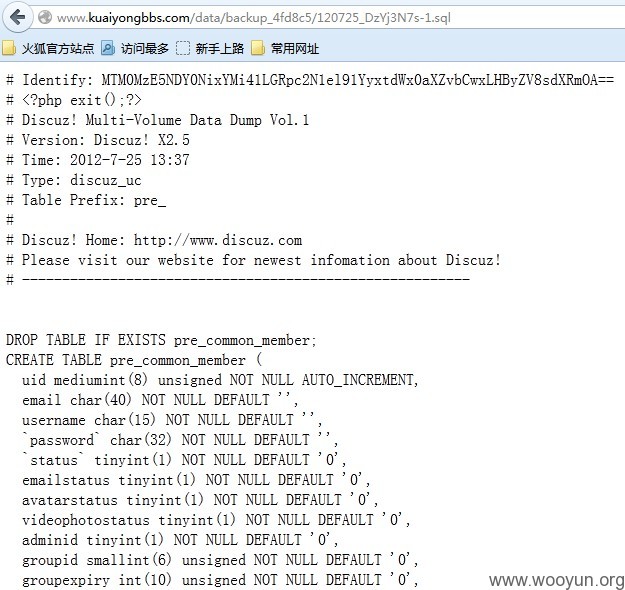 www.kuaiyongbbs.com/data/backup_4fd8c5/120725_DzYj3N7s-1.sql
火狐官方站点 访问最多 新手上路 常用网址
# Identify: MTM0MzE5NDY0NixYMi41LGRpc2N1el91YyxtdWx0aXZvbCwxLHByZV8sdXRmOA==
# <?php exit();?>
# Discuz! Multi-Volume Data Dump Vol.1
# Version: Discuz! X2.5
# Time: 2012-7-25 13:37
# Type: discuz_uc
# Table Prefix: pre_
#
# Discuz! Home: http://www.discuz.com
# Please visit our website for newest infomation about Discuz!
# --------------------------------------------------------
DROP TABLE IF EXISTS pre_common_member;
CREATE TABLE pre_common_member (
uid mediumint(8) unsigned NOT NULL AUTO_INCREMENT,
email char(40) NOT NULL DEFAULT '',
username char(15) NOT NULL DEFAULT '',
`password` char(32) NOT NULL DEFAULT '',
`status` tinyint(1) NOT NULL DEFAULT '0',
emailstatus tinyint(1) NOT NULL DEFAULT '0',
avatarstatus tinyint(1) NOT NULL DEFAULT '0',
videophotostatus tinyint(1) NOT NULL DEFAULT '0',
adminid tinyint(1) NOT NULL DEFAULT '0',
groupid smallint(6) unsigned NOT NULL DEFAULT '0',
groupexpiry int(10) unsigned NOT NULL DEFAULT '0',
www.wooyun.org